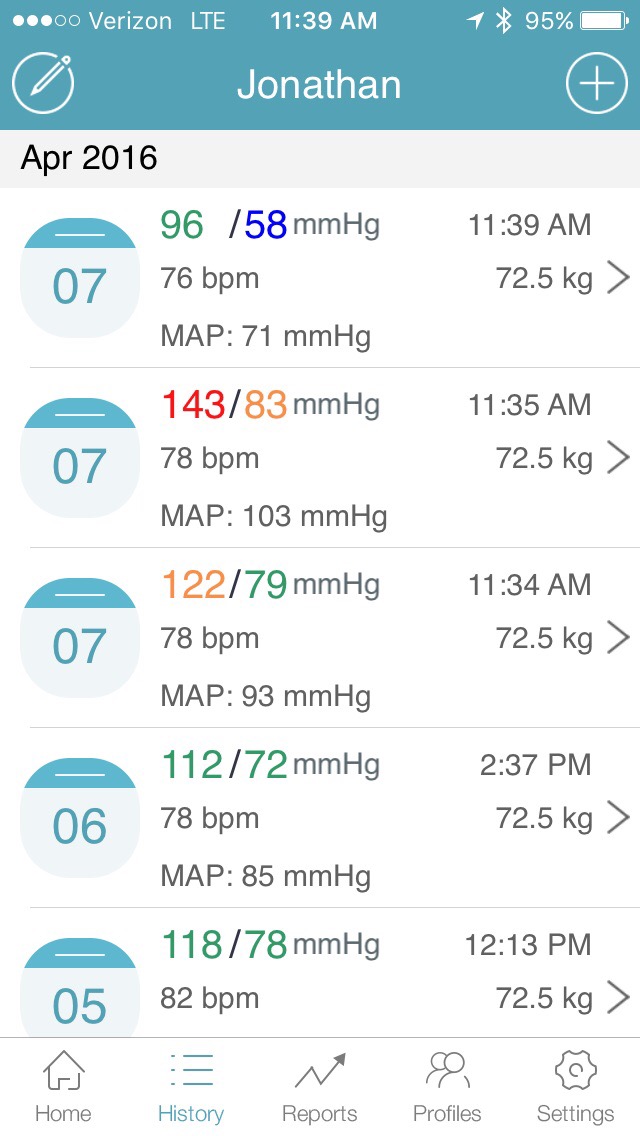 Verizon LTE 11:39 AM 95%
Jonathan
Apr 2016
07 96 /58 mmHg 11:39 AM
76 bpm 72.5 kg
MAP: 71 mmHg
07 143/83 mmHg 11:35 AM
78 bpm 72.5 kg
MAP: 103 mmHg
07 122/79 mmHg 11:34 AM
78 bpm 72.5 kg
MAP: 93 mmHg
06 112/72 mmHg 2:37 PM
78 bpm 72.5 kg
MAP: 85 mmHg
05 118/78 mmHg 12:13 PM
82 bpm 72.5 kg
Home History Reports Profiles Settings